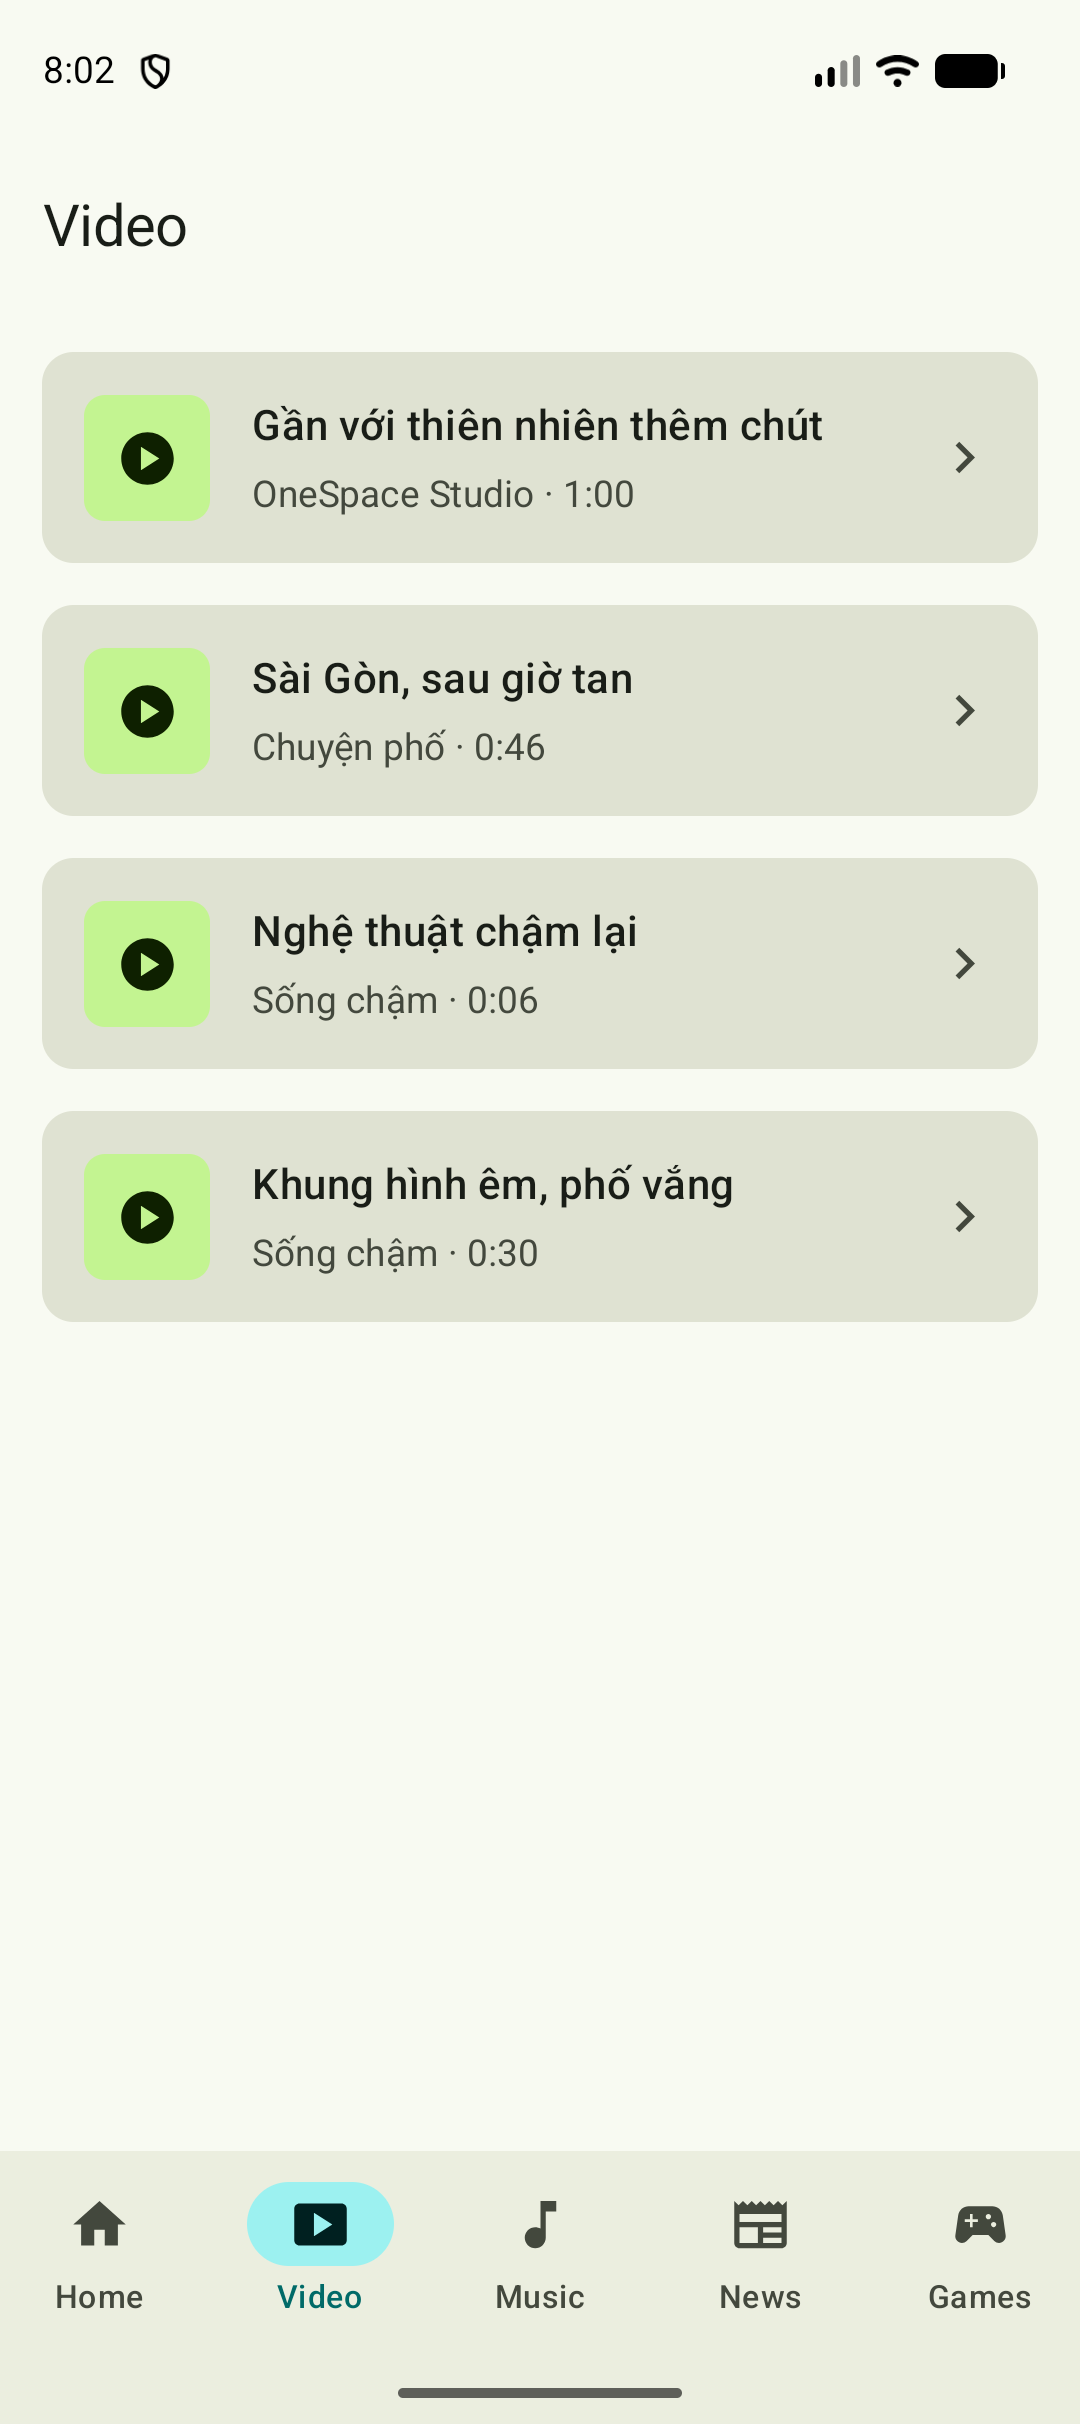 8:02
Video
Gần với thiên nhiên thêm chút
OneSpace Studio · 1:00
Sài Gòn, sau giờ tan
Chuyện phố · 0:46
Nghệ thuật chậm lại
Sống chậm · 0:06
Khung hình êm, phố vắng
Sống chậm · 0:30
Home Video Music News Games